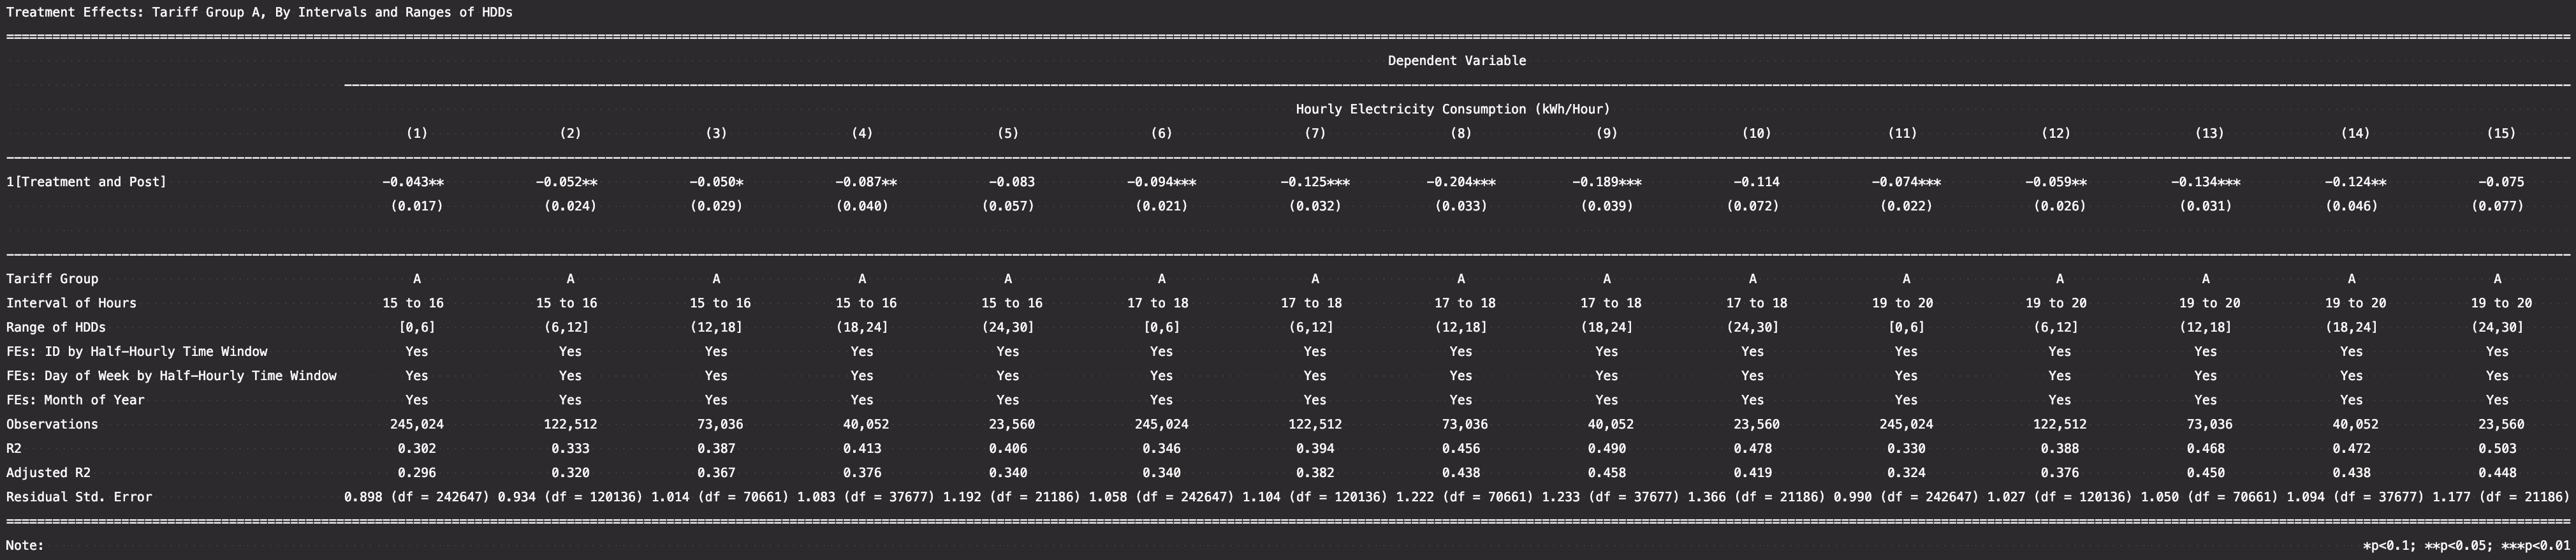 Treatment Effects: Tariff Group A, By Intervals and Ranges of HDDs
Dependent Variable
Hourly Electricity Consumption (kWh/Hour)
(1) (2) (3) (4) (5) (6) (7) (8) (9) (10) (11) (12) (13) (14) (15)
1[Treatment and Post] -0.043** -0.052** -0.050* -0.087** -0.083 -0.094*** -0.125*** -0.204*** -0.189*** -0.114 -0.074*** -0.059** -0.134*** -0.124** -0.075
(0.017) (0.024) (0.029) (0.040) (0.057) (0.021) (0.032) (0.033) (0.039) (0.072) (0.022) (0.026) (0.031) (0.046) (0.077)
Tariff Group A A A A A A A A A A A A A A A
Interval of Hours 15 to 16 15 to 16 15 to 16 15 to 16 15 to 16 17 to 18 17 to 18 17 to 18 17 to 18 17 to 18 19 to 20 19 to 20 19 to 20 19 to 20 19 to 20
Range of HDDs [0,6] (6,12] (12,18] (18,24] (24,30] [0,6] (6,12] (12,18] (18,24] (24,30] [0,6] (6,12] (12,18] (18,24] (24,30]
FEs: ID by Half-Hourly Time Window Yes Yes Yes Yes Yes Yes Yes Yes Yes Yes Yes Yes Yes Yes Yes
FEs: Day of Week by Half-Hourly Time Window Yes Yes Yes Yes Yes Yes Yes Yes Yes Yes Yes Yes Yes Yes Yes
FEs: Month of Year Yes Yes Yes Yes Yes Yes Yes Yes Yes Yes Yes Yes Yes Yes Yes
Observations 245,024 122,512 73,036 40,052 23,560 245,024 122,512 73,036 40,052 23,560 245,024 122,512 73,036 40,052 23,560
R2 0.302 0.333 0.387 0.413 0.406 0.346 0.394 0.456 0.490 0.478 0.330 0.388 0.468 0.472 0.503
Adjusted R2 0.296 0.320 0.367 0.376 0.340 0.340 0.382 0.438 0.458 0.419 0.324 0.376 0.450 0.438 0.448
Residual Std. Error 0.898 (df = 242647) 0.934 (df = 120136) 1.014 (df = 70661) 1.083 (df = 37677) 1.192 (df = 21186) 1.058 (df = 242647) 1.104 (df = 120136) 1.222 (df = 70661) 1.233 (df = 37677) 1.366 (df = 21186) 0.990 (df = 242647) 1.027 (df = 120136) 1.050 (df = 70661) 1.094 (df = 37677) 1.177 (df = 21186)
Note: *p<0.1; **p<0.05; ***p<0.01